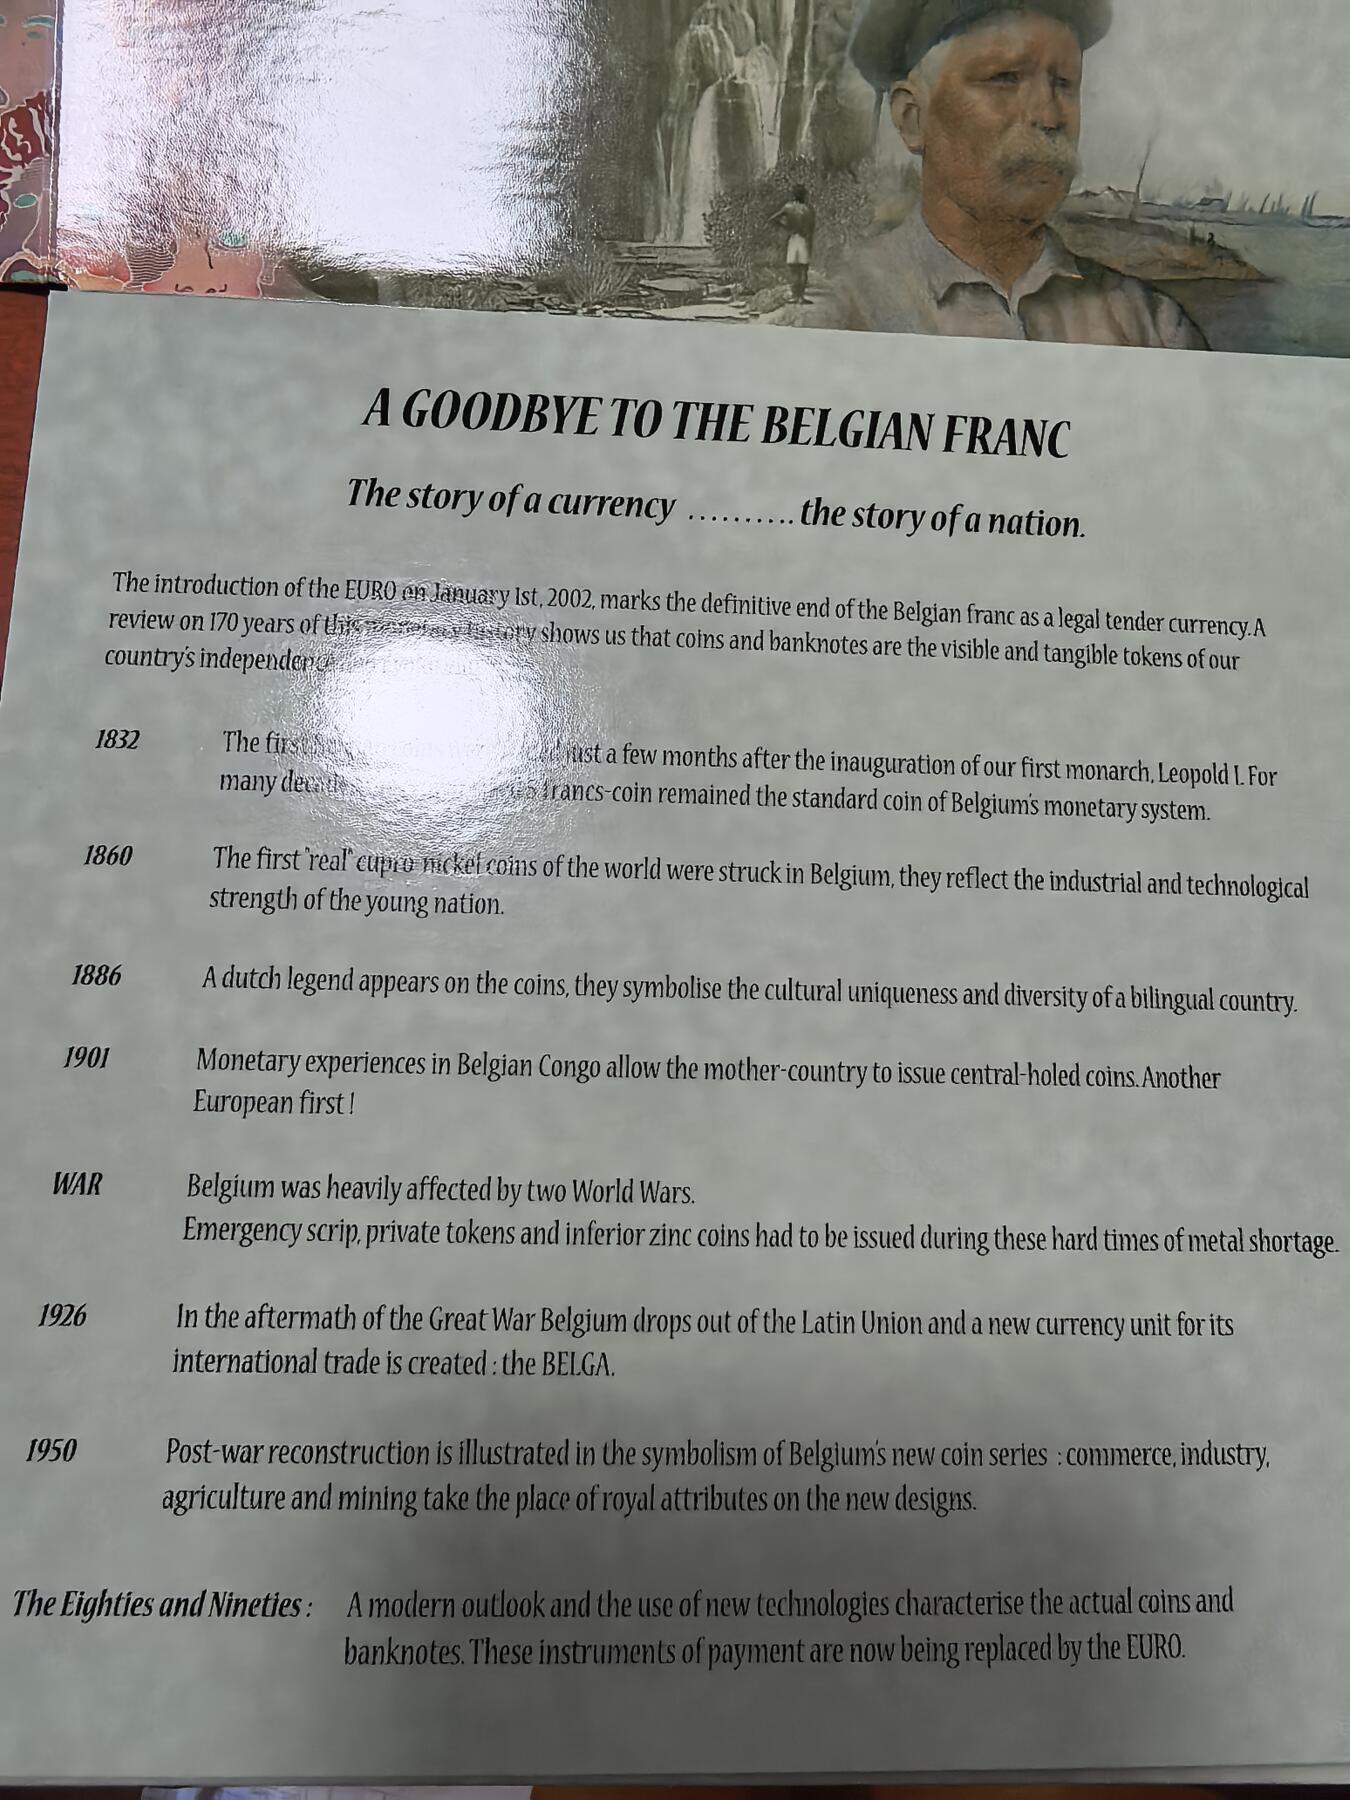 A GOODBYE TO THE BELGIAN FRANC
The story of a currency .......... the story of a nation.
The introduction of the EURO on January 1st, 2002, marks the definitive end of the Belgian franc as a legal tender currency. A
review on 170 years of this monetary history shows us that coins and banknotes are the visible and tangible tokens of our
country's
1832 The first just a few months after the inauguration of our first monarch, Leopold I. For
many francs-coin remained the standard coin of Belgium's monetary system.
1860 The first "real" cupro-nickel coins of the world were struck in Belgium, they reflect the industrial and technological
strength of the young nation.
1886 A dutch legend appears on the coins, they symbolise the cultural uniqueness and diversity of a bilingual country.
1901 Monetary experiences in Belgian Congo allow the mother-country to issue central-holed coins. Another
European first !
WAR Belgium was heavily affected by two World Wars.
Emergency scrip, private tokens and inferior zinc coins had to be issued during these hard times of metal shortage.
1926 In the aftermath of the Great War Belgium drops out of the Latin Union and a new currency unit for its
international trade is created : the BELGA.
1950 Post-war reconstruction is illustrated in the symbolism of Belgium's new coin series : commerce, industry,
agriculture and mining take the place of royal attributes on the new designs.
The Eighties and Nineties : A modern outlook and the use of new technologies characterise the actual coins and
banknotes. These instruments of payment are now being replaced by the EURO.